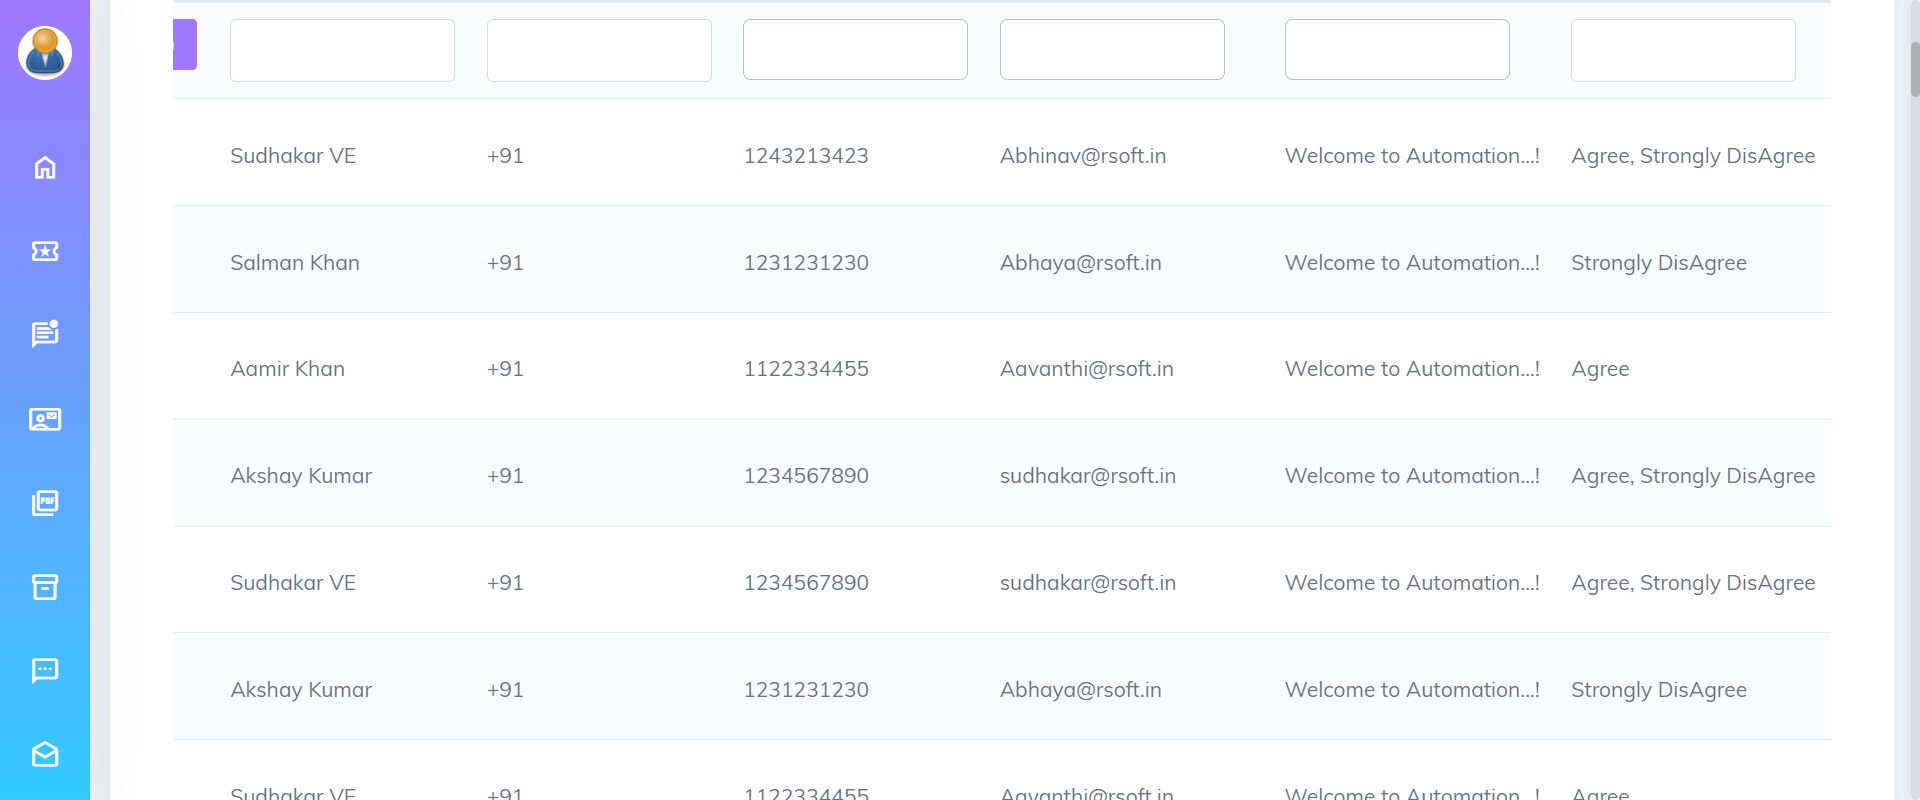 Sudhakar VE +91 1243213423 Abhinav@rsoft.in Welcome to Automation...! Agree, Strongly DisAgree
Salman Khan +91 1231231230 Abhaya@rsoft.in Welcome to Automation...! Strongly DisAgree
Aamir Khan +91 1122334455 Aavanthi@rsoft.in Welcome to Automation...! Agree
Akshay Kumar +91 1234567890 sudhakar@rsoft.in Welcome to Automation...! Agree, Strongly DisAgree
PDF
Sudhakar VE +91 1234567890 sudhakar@rsoft.in Welcome to Automation...! Agree, Strongly DisAgree
Akshay Kumar +91 1231231230 Abhaya@rsoft.in Welcome to Automation...! Strongly DisAgree
Sudhakar VE +91 1122334455 Aavanthi@rsoft.in Welcome to Automation...! Agree